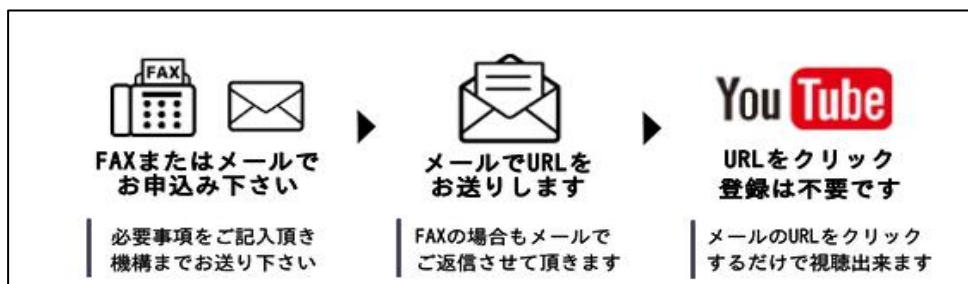 FAX
FAXまたはメールで
お申込み下さい
必要事項をご記入頂き
機構までお送り下さい
メールでURLを
お送りします
FAXの場合もメールで
ご返信させて頂きます
YouTube
URLをクリック
登録は不要です
メールのURLをクリック
するだけで視聴出来ます